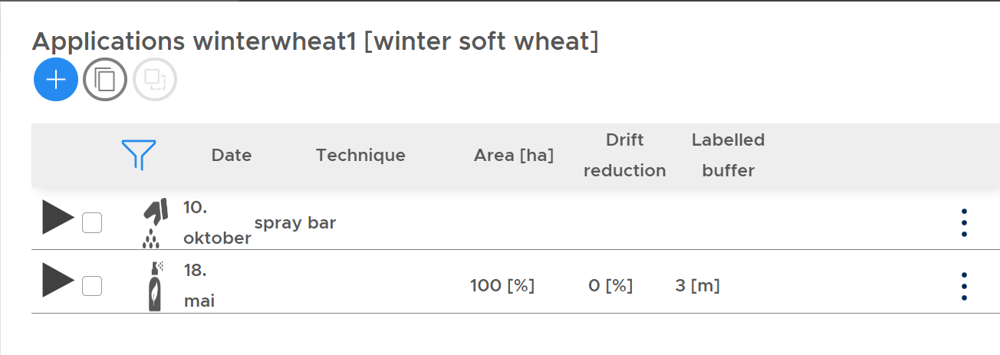 Applications winterwheat1 [winter soft wheat]
Date Technique Area [ha] Drift reduction Labelled buffer
10. oktober spray bar
18. mai 100 [%] 0 [%] 3 [m]